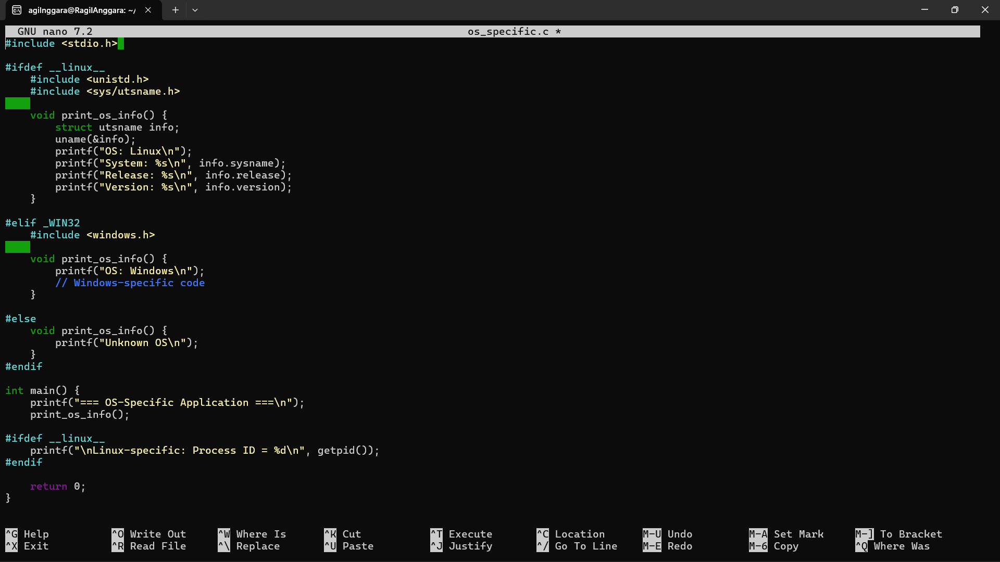 agilnggara@RagilAnggara: ~/
GNU nano 7.2 os_specific.c *
#include <stdio.h>

#ifdef __linux__
    #include <unistd.h>
    #include <sys/utsname.h>

    void print_os_info() {
        struct utsname info;
        uname(&info);
        printf("OS: Linux\n");
        printf("System: %s\n", info.sysname);
        printf("Release: %s\n", info.release);
        printf("Version: %s\n", info.version);
    }

#elif _WIN32
    #include <windows.h>

    void print_os_info() {
        printf("OS: Windows\n");
        // Windows-specific code
    }

#else
    void print_os_info() {
        printf("Unknown OS\n");
    }
#endif

int main() {
    printf("=== OS-Specific Application ===\n");
    print_os_info();

#ifdef __linux__
    printf("\nLinux-specific: Process ID = %d\n", getpid());
#endif

    return 0;
}

^G Help ^O Write Out ^W Where Is ^K Cut ^T Execute ^C Location M-U Undo M-A Set Mark M-] To Bracket
^X Exit ^R Read File ^\ Replace ^U Paste ^J Justify ^/ Go To Line M-E Redo M-6 Copy ^Q Where Was